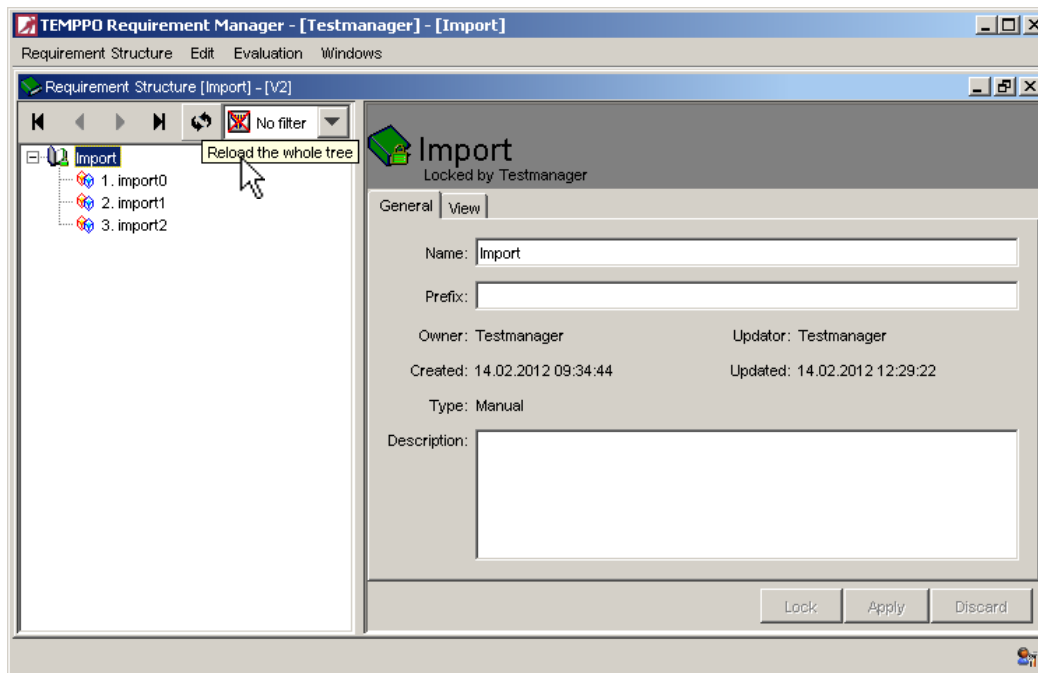 TEMPPO Requirement Manager - [Testmanager] - [Import]
Requirement Structure Edit Evaluation Windows
Requirement Structure [Import] - [V2]
No filter
Reload the whole tree
Import
1. import0
2. import1
3. import2
Import
Locked by Testmanager
General View
Name: Import
Prefix:
Owner: Testmanager Updator: Testmanager
Created: 14.02.2012 09:34:44 Updated: 14.02.2012 12:29:22
Type: Manual
Description:
Lock Apply Discard